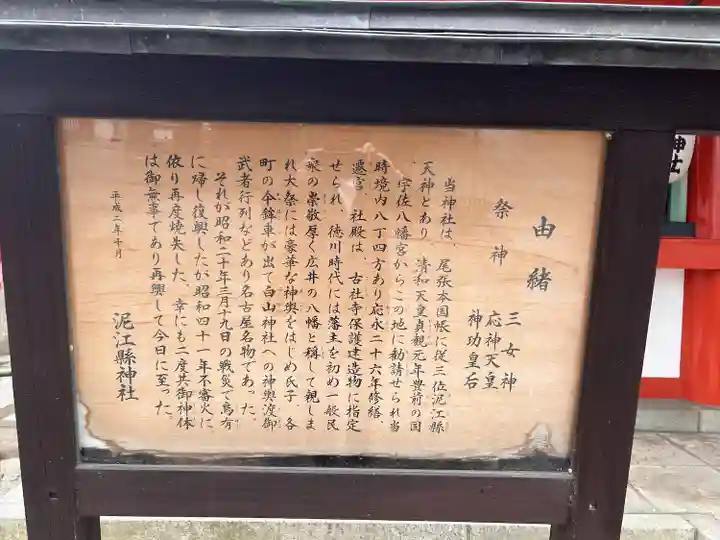 由緒
祭神
三女神
応神天皇
神功皇后
当神社は、尾張本国帳に従三位泥江縣
天神とあり、清和天皇貞観元年豊前の国
、宇佐八幡宮からこの地に勧請せられ当
時境内八丁四方あり応永二十六年修繕、
遷宮 社殿は、古社寺保護建造物に指定
せられ、徳川時代には藩主を初め一般民
衆の崇敬厚く広井の八幡と称して親しま
れ大祭には豪華な神輿をはじめ氏子、各
町の傘鉾車が出て白山神社への神輿渡御
武者行列などあり名古屋名物であった。
それが昭和二十年三月十九日の戦災で烏有
に帰し復興したが昭和四十一年不審火に
依り再度焼失した、幸にも二度共御神体
は御無事であり再興して今日に至った。
平成二年十月
泥江縣神社
神社